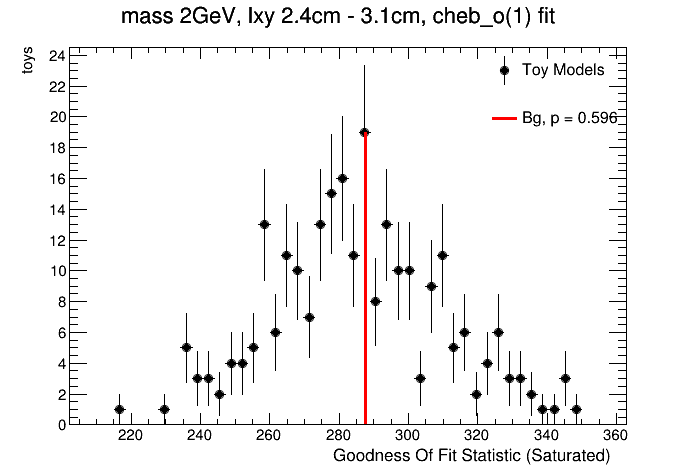 mass 2GeV, lxy 2.4cm - 3.1cm, cheb_o(1) fit
toys
24
22
20
18
16
14
12
10
8
6
4
2
0
Toy Models
Bg, p = 0.596
220 240 260 280 300 320 340 360
Goodness Of Fit Statistic (Saturated)